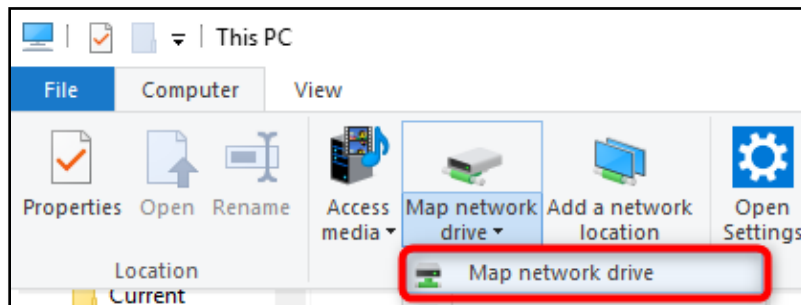 This PC
File Computer View
Properties Open Rename Access media Map network drive Add a network location Open Settings
Location
Map network drive
Current